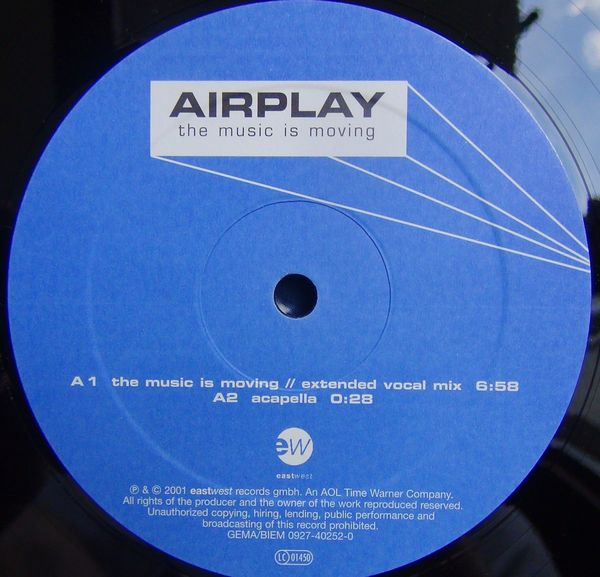 AIRPLAY
the music is moving
A1 the music is moving // extended vocal mix 6:58
A2 acapella 0:28
ew
eastwest
℗ & © 2001 eastwest records gmbh. An AOL Time Warner Company.
All rights of the producer and the owner of the work reproduced reserved.
Unauthorized copying, hiring, lending, public performance and
broadcasting of this record prohibited.
GEMA/BIEM 0927-40252-0
LC 01450